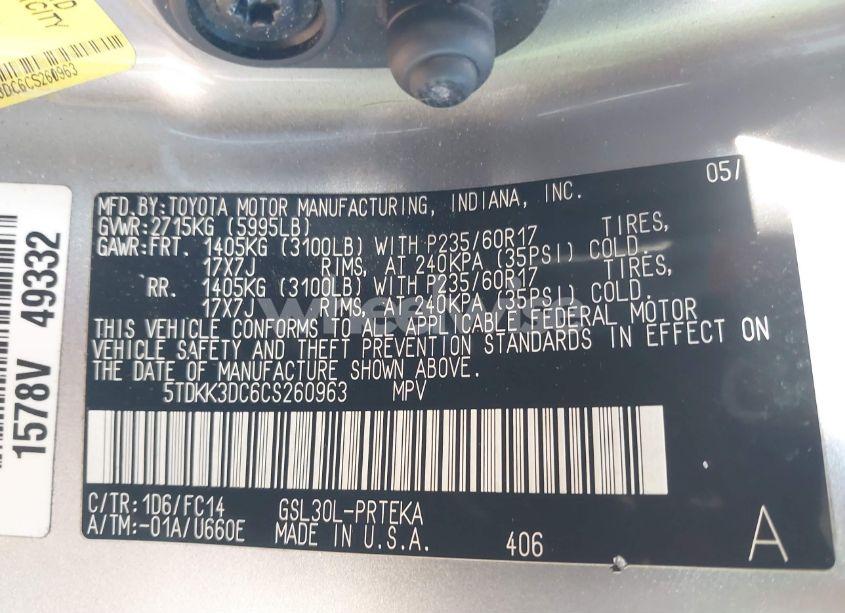 CITY
3DC6CS260963
1578V 49332
05/
MFD.BY:TOYOTA MOTOR MANUFACTURING, INDIANA, INC.
GVWR:2715KG (5995LB)
GAWR:FRT. 1405KG (3100LB) WITH P235/60R17 TIRES,
17X7J RIMS, AT 240KPA (35PSI) COLD.
RR. 1405KG (3100LB) WITH P235/60R17 TIRES,
17X7J RIMS, AT 240KPA (35PSI) COLD.
THIS VEHICLE CONFORMS TO ALL APPLICABLE FEDERAL MOTOR
VEHICLE SAFETY AND THEFT PREVENTION STANDARDS IN EFFECT ON
THE DATE OF MANUFACTURE SHOWN ABOVE.
5TDKK3DC6CS260963 MPV
C/TR:1D6/FC14 GSL30L-PRTEKA
A/TM:-01A/U660E MADE IN U.S.A. 406 A